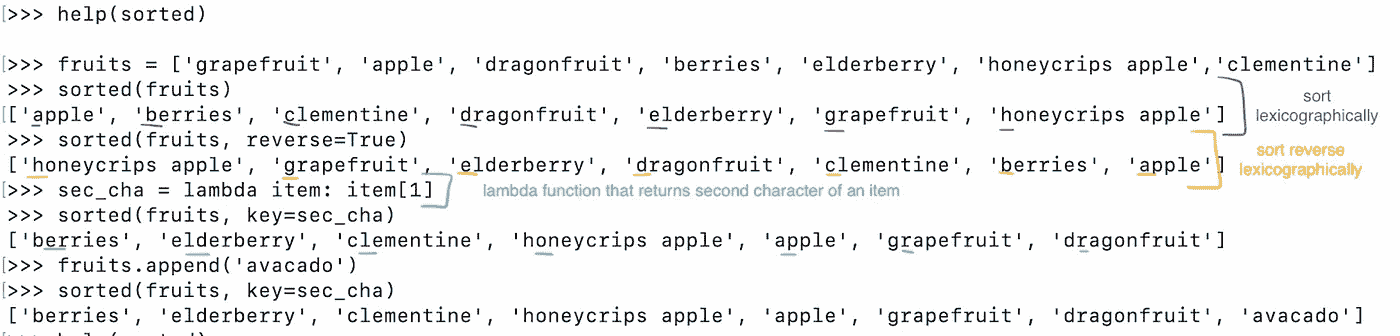 [>>> help(sorted)
[>>> fruits = ['grapefruit', 'apple', 'dragonfruit', 'berries', 'elderberry', 'honeycrips apple','clementine']
>>> sorted(fruits)
[['apple', 'berries', 'clementine', 'dragonfruit', 'elderberry', 'grapefruit', 'honeycrips apple']
sort
lexicographically
>>> sorted(fruits, reverse=True)
['honeycrips apple', 'grapefruit', 'elderberry', 'dragonfruit', 'clementine', 'berries', 'apple']
sort reverse
lexicographically
[>>> sec_cha = lambda item: item[1]
lambda function that returns second character of an item
>>> sorted(fruits, key=sec_cha)
['berries', 'elderberry', 'clementine', 'honeycrips apple', 'apple', 'grapefruit', 'dragonfruit']
[>>> fruits.append('avacado')
[>>> sorted(fruits, key=sec_cha)
['berries', 'elderberry', 'clementine', 'honeycrips apple', 'apple', 'grapefruit', 'dragonfruit', 'avacado']